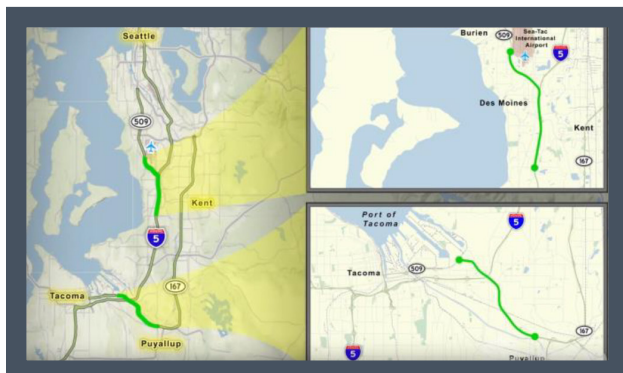 Seattle
509
Kent
5
167
Tacoma
Puyallup
Burien
509
Sea-Tac
International
Airport
5
Des Moines
Kent
167
Port of
Tacoma
5
Tacoma
509
167
5
Puyallup